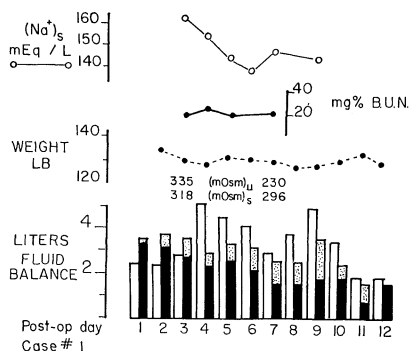 (Na+)s
mEq / L
160
150
140
40
20
mg% B.U.N.
WEIGHT
LB
140
120
335 (mOsm)u 230
318 (mOsm)s 296
LITERS
FLUID
BALANCE
4
2
Post-op day 1 2 3 4 5 6 7 8 9 10 11 12
Case # 1